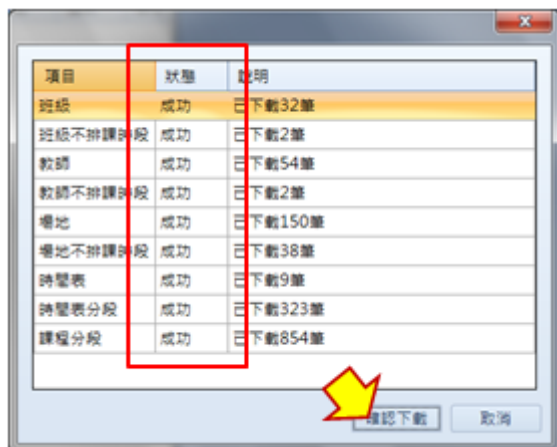 項目 狀態 說明
班級 成功 已下載32筆
班級不排課時段 成功 已下載2筆
教師 成功 已下載54筆
教師不排課時段 成功 已下載2筆
場地 成功 已下載150筆
場地不排課時段 成功 已下載38筆
時間表 成功 已下載9筆
時間表分段 成功 已下載323筆
課程分段 成功 已下載854筆
確認下載 取消